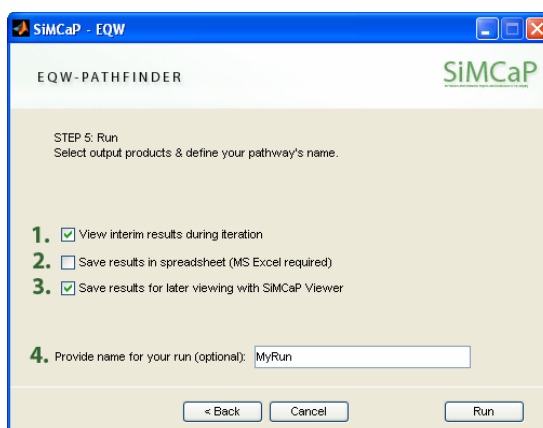 SiMCaP - EQW
EQW-PATHFINDER
SiMCaP
STEP 5: Run
Select output products & define your pathway's name.
1. View interim results during iteration
2. Save results in spreadsheet (MS Excel required)
3. Save results for later viewing with SiMCaP Viewer
4. Provide name for your run (optional): MyRun
< Back Cancel Run